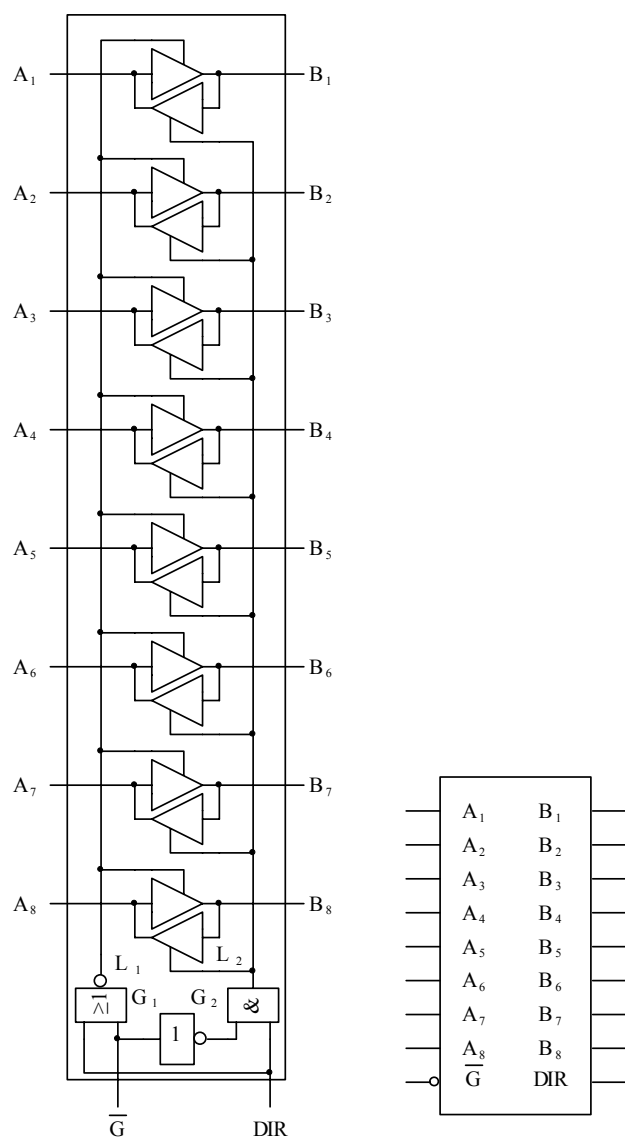 A₁ B₁
A₂ B₂
A₃ B₃
A₄ B₄
A₅ B₅
A₆ B₆
A₇ B₇
A₈ B₈
L₁ L₂
≥1 G₁ 1 G₂ &
G̅ DIR
A₁ B₁
A₂ B₂
A₃ B₃
A₄ B₄
A₅ B₅
A₆ B₆
A₇ B₇
A₈ B₈
G̅ DIR